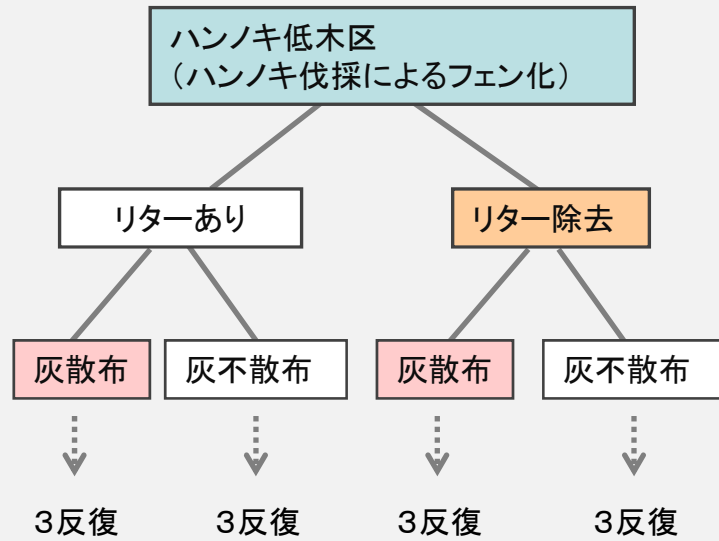 ハンノキ低木区
（ハンノキ伐採によるフェン化）
リターあり
リター除去
灰散布
灰不散布
灰散布
灰不散布
３反復
３反復
３反復
３反復